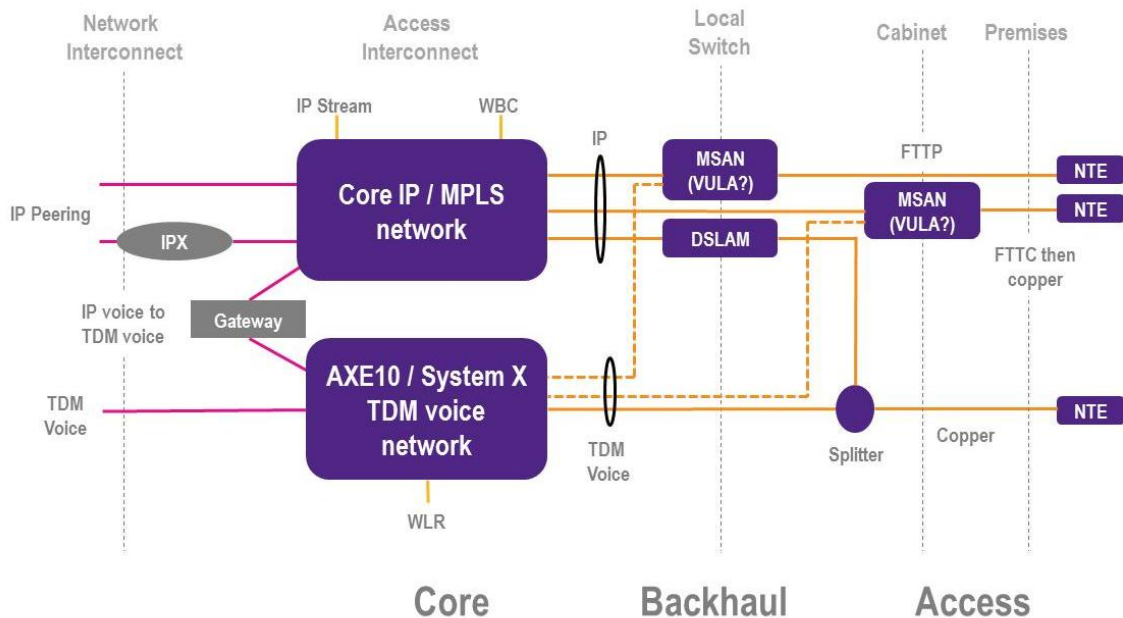 Network
Interconnect
Access
Interconnect
Local
Switch
Cabinet
Premises
IP Stream
WBC
IP
Core IP / MPLS
network
MSAN
(VULA?)
FTTP
NTE
IP Peering
IPX
MSAN
(VULA?)
NTE
DSLAM
FTTC then
copper
IP voice to
TDM voice
Gateway
AXE10 / System X
TDM voice
network
TDM
Voice
TDM
Voice
Splitter
Copper
NTE
WLR
Core
Backhaul
Access